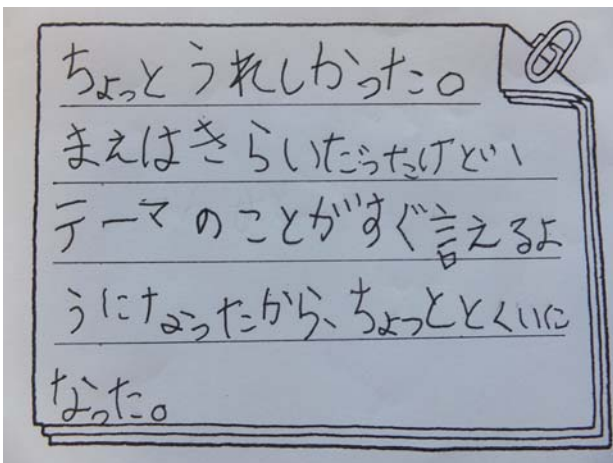 ちょっとうれしかった。
まえはきらいだったけどい
テーマのことがすぐ言えるよ
うになったから、ちょっととくいに
なった。